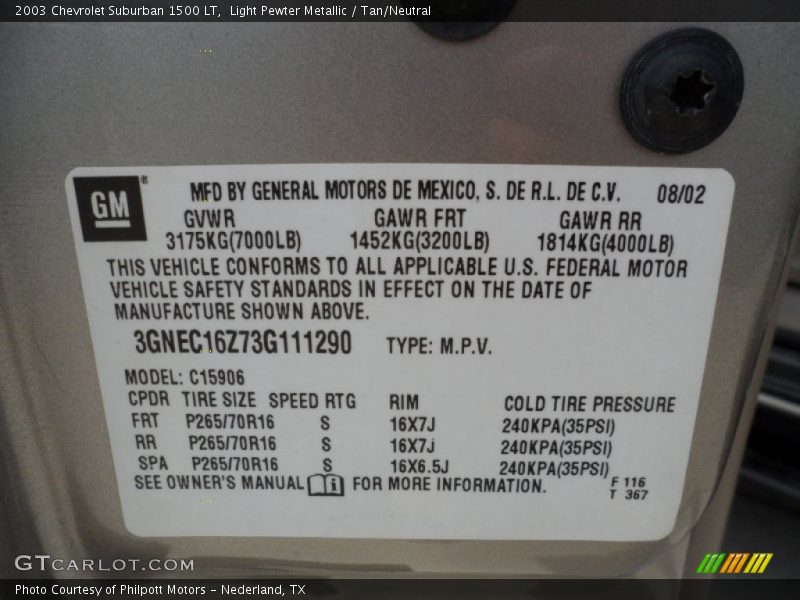 2003 Chevrolet Suburban 1500 LT, Light Pewter Metallic / Tan/Neutral
GM®
MFD BY GENERAL MOTORS DE MEXICO, S. DE R.L. DE C.V. 08/02
GVWR GAWR FRT GAWR RR
3175KG(7000LB) 1452KG(3200LB) 1814KG(4000LB)
THIS VEHICLE CONFORMS TO ALL APPLICABLE U.S. FEDERAL MOTOR
VEHICLE SAFETY STANDARDS IN EFFECT ON THE DATE OF
MANUFACTURE SHOWN ABOVE.
3GNEC16Z73G111290 TYPE: M.P.V.
MODEL: C15906
CPDR TIRE SIZE SPEED RTG RIM COLD TIRE PRESSURE
FRT P265/70R16 S 16X7J 240KPA(35PSI)
RR P265/70R16 S 16X7J 240KPA(35PSI)
SPA P265/70R16 S 16X6.5J 240KPA(35PSI)
SEE OWNER'S MANUAL i FOR MORE INFORMATION. F 116
T 367
GTCARLOT.COM
Photo Courtesy of Philpott Motors - Nederland, TX